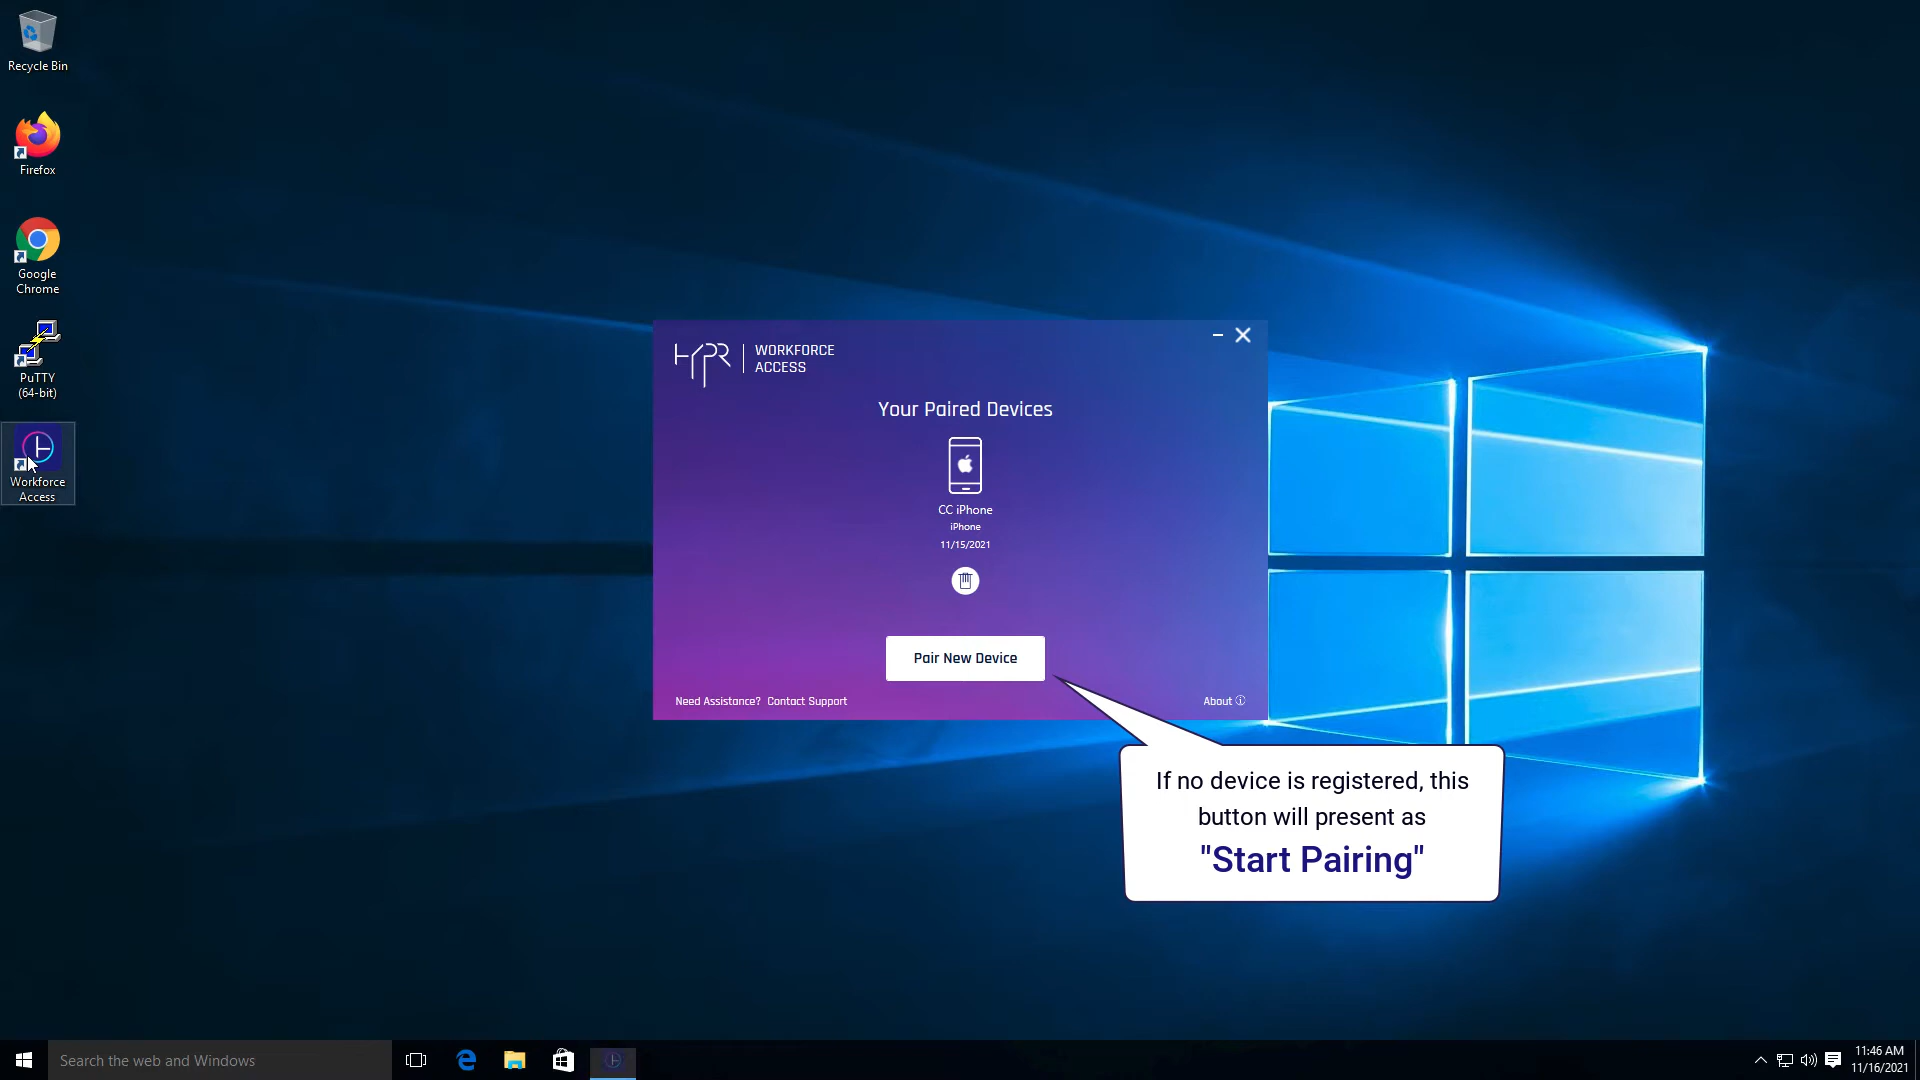 Recycle Bin
Firefox
Google
Chrome
PuTTY
(64-bit)
Workforce
Access
HYPR
WORKFORCE
ACCESS
Your Paired Devices
CC iPhone
iPhone
11/15/2021
Pair New Device
Need Assistance? Contact Support
About
If no device is registered, this
button will present as
"Start Pairing"
Search the web and Windows
11:46 AM
11/16/2021